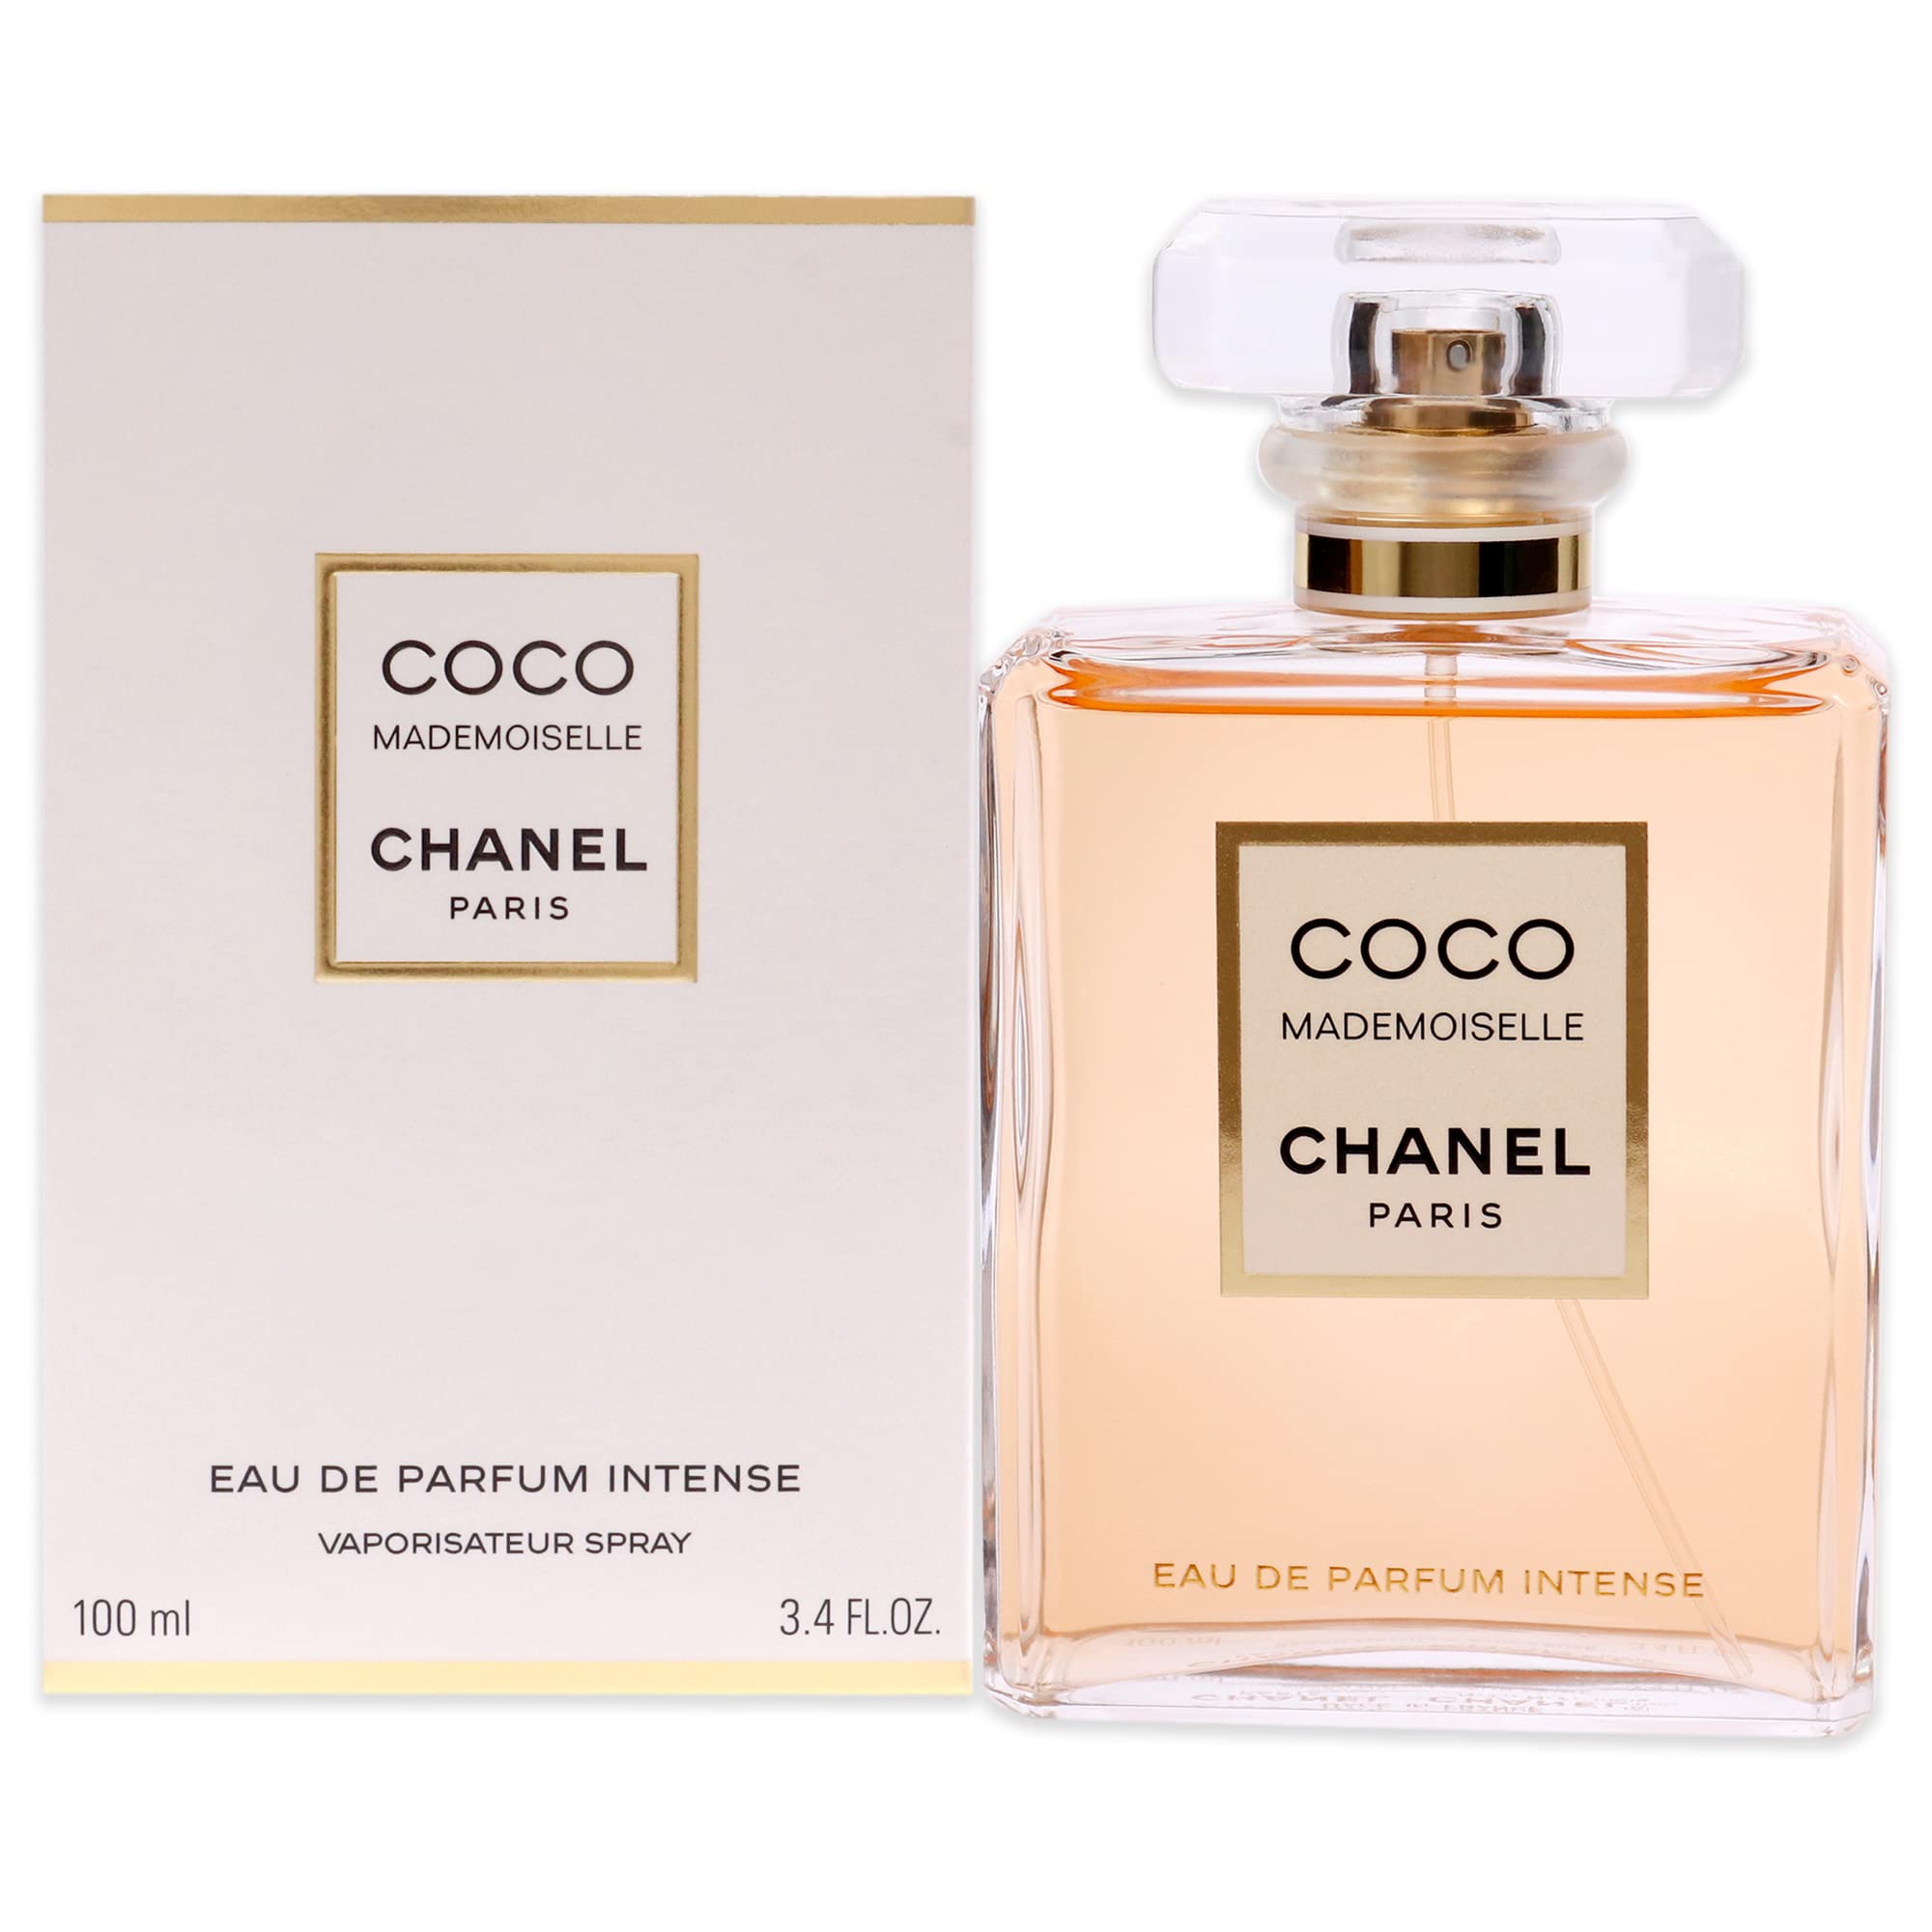 COCO
MADEMOISELLE
CHANEL
PARIS
EAU DE PARFUM INTENSE
VAPORISATEUR SPRAY
100 ml
3.4 FL.OZ.
COCO
MADEMOISELLE
CHANEL
PARIS
EAU DE PARFUM INTENSE